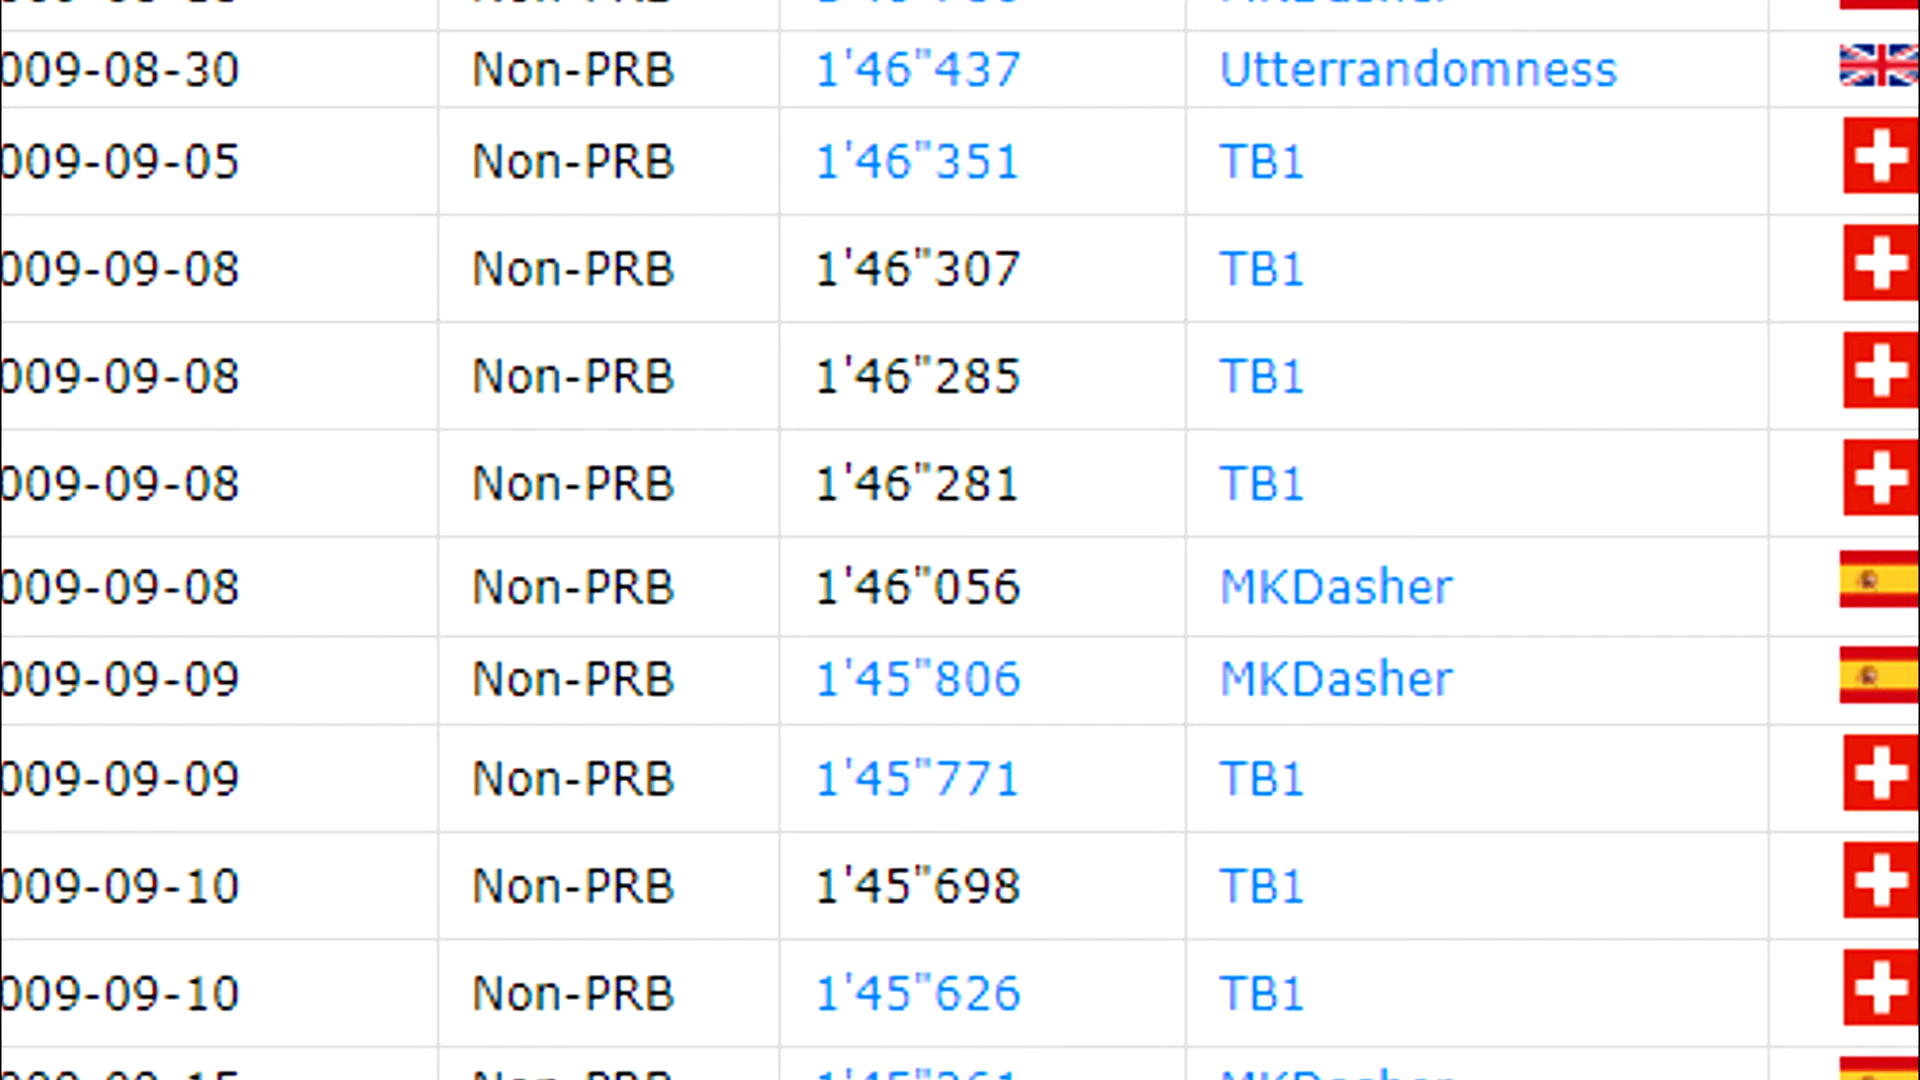 009-08-30 Non-PRB 1'46"437 Utterrandomness
009-09-05 Non-PRB 1'46"351 TB1
009-09-08 Non-PRB 1'46"307 TB1
009-09-08 Non-PRB 1'46"285 TB1
009-09-08 Non-PRB 1'46"281 TB1
009-09-08 Non-PRB 1'46"056 MKDasher
009-09-09 Non-PRB 1'45"806 MKDasher
009-09-09 Non-PRB 1'45"771 TB1
009-09-10 Non-PRB 1'45"698 TB1
009-09-10 Non-PRB 1'45"626 TB1